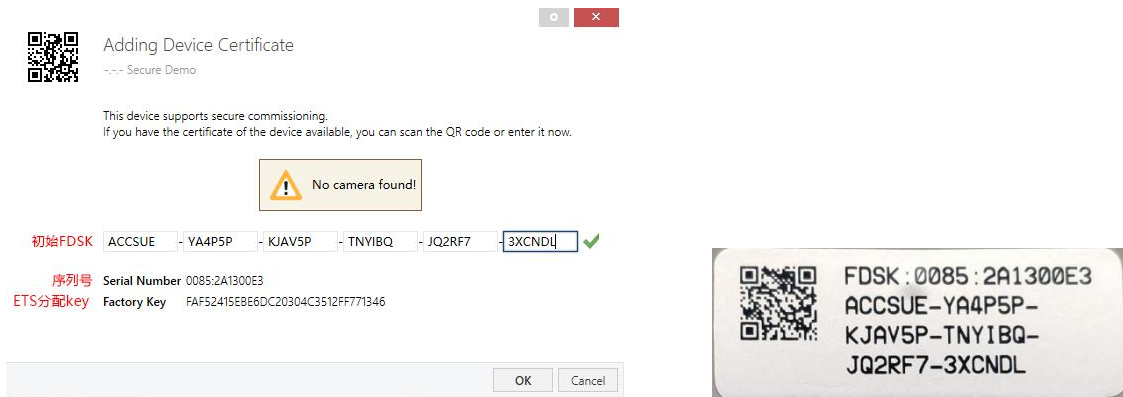 Adding Device Certificate
-.-.- Secure Demo
This device supports secure commissioning.
If you have the certificate of the device available, you can scan the QR code or enter it now.
No camera found!
初始FDSK ACCSUE - YA4P5P - KJAV5P - TNYIBQ - JQ2RF7 - 3XCNDL
序列号 Serial Number 0085:2A1300E3
ETS分配key Factory Key FAF52415EBE6DC20304C3512FF771346
OK Cancel
FDSK:0085:2A1300E3
ACCSUE-YA4P5P-
KJAV5P-TNYIBQ-
JQ2RF7-3XCNDL